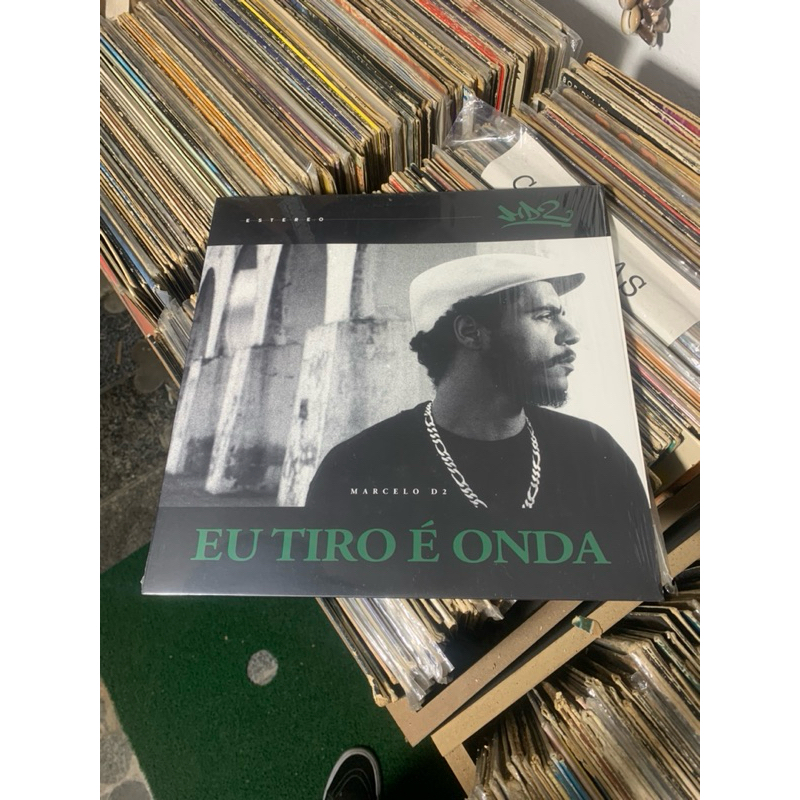 ESTEREO
MD2
MARCELO D2
EU TIRO É ONDA